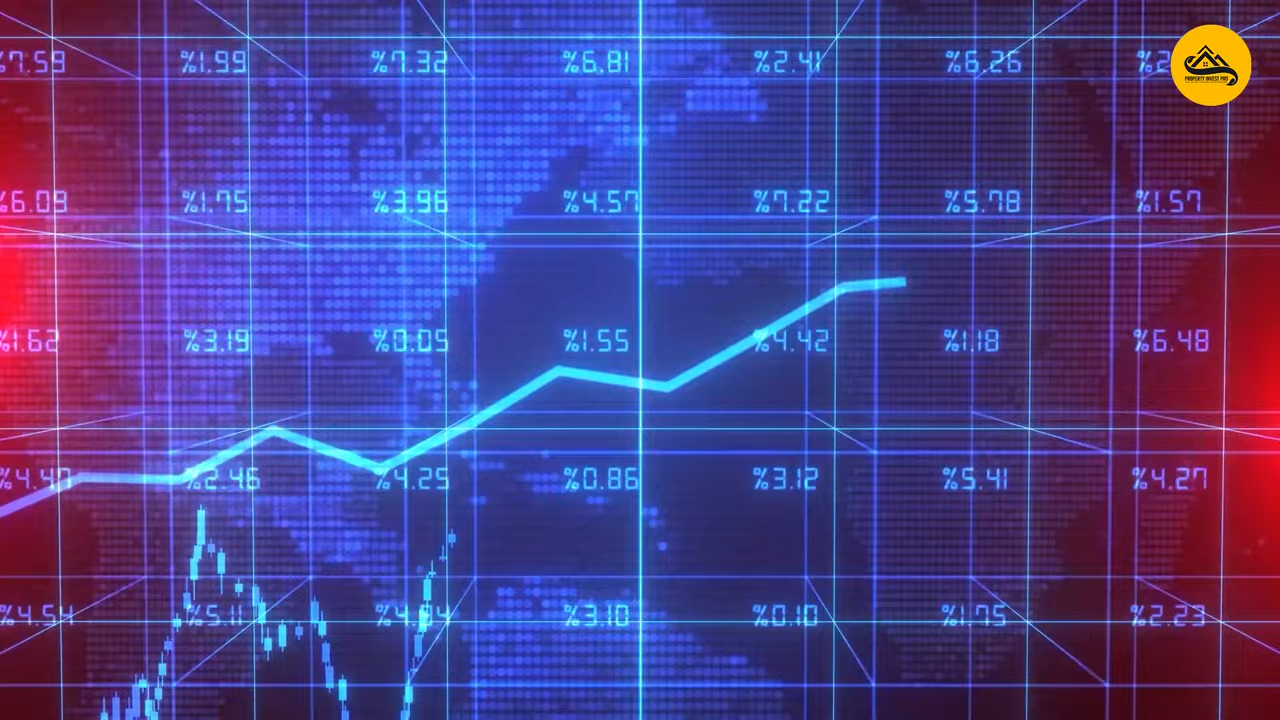 %7.59 %1.99 %7.32 %6.81 %2.41 %6.26
PROPERTY INVEST PRO
%6.09 %1.75 %3.96 %4.57 %7.22 %5.78 %1.57
%1.62 %3.19 %0.05 %1.55 %4.42 %1.18 %6.48
%4.47 %2.46 %4.25 %0.86 %3.12 %5.41 %4.27
%4.54 %5.11 %3.10 %0.10 %1.75 %2.23